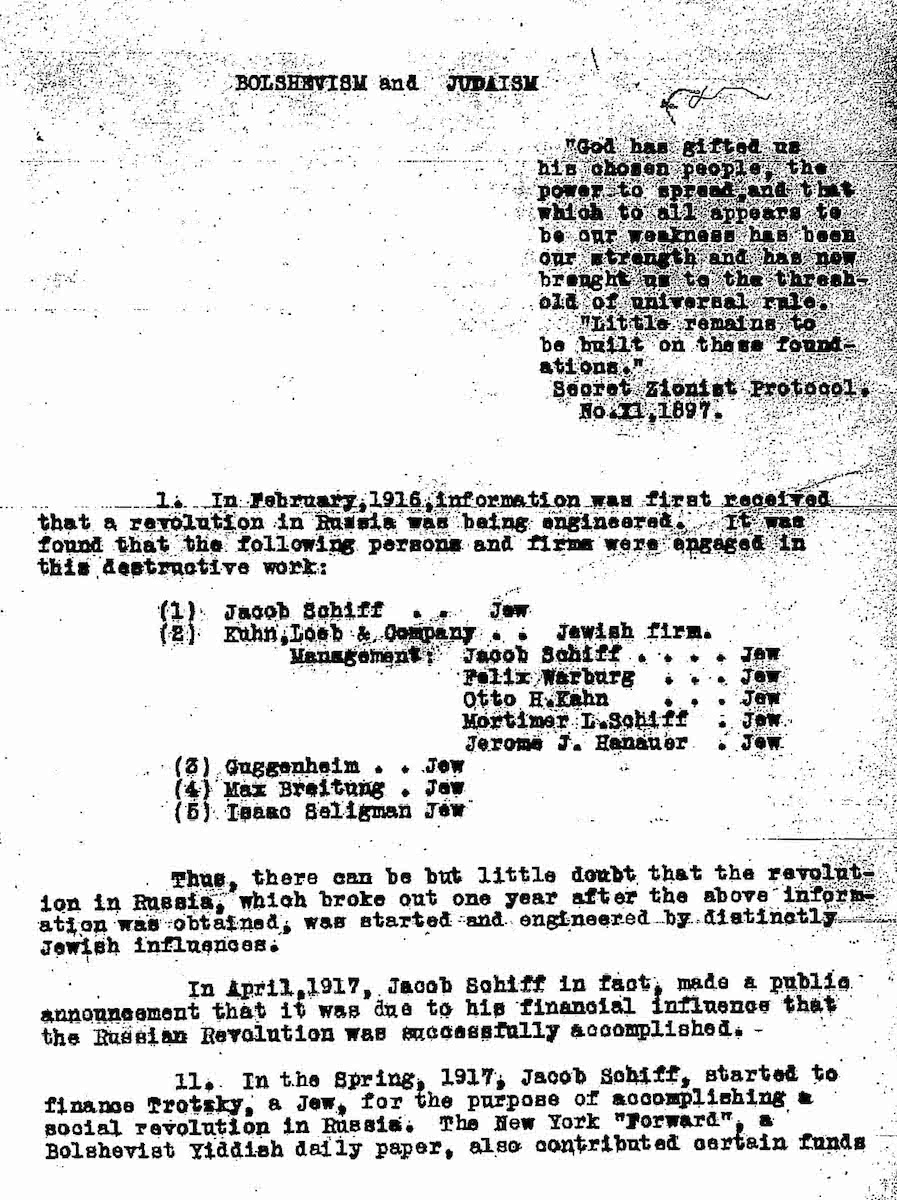 BOLSHEVISM and JUDAISM
"God has gifted us
his chosen people, the
power to spread and that
which to all appears to
be our weakness has been
our strength and has now
brought us to the thresh-
old of universal rule.
"Little remains to
be built on these found-
ations."
Secret Zionist Protocol.
No.XI,1897.
1. In February,1916,information was first received
that a revolution in Russia was being engineered. It was
found that the following persons and firms were engaged in
this destructive work:
(1) Jacob Schiff . . Jew
(2) Kuhn,Loeb & Company . . Jewish firm.
Management: Jacob Schiff . . . . Jew
Felix Warburg . . . Jew
Otto H.Kahn . . . Jew
Mortimer L.Schiff . Jew
Jerome J. Hanauer . Jew
(3) Guggenheim . . Jew
(4) Max Breitung . Jew
(5) Isaac Seligman Jew
Thus, there can be but little doubt that the revolut-
ion in Russia, which broke out one year after the above inform-
ation was obtained, was started and engineered by distinctly
Jewish influences.
In April,1917, Jacob Schiff in fact, made a public
announcement that it was due to his financial influence that
the Russian Revolution was successfully accomplished. -
11. In the Spring, 1917, Jacob Schiff, started to
finance Trotsky, a Jew, for the purpose of accomplishing a
social revolution in Russia. The New York "Forward", a
Bolshevist Yiddish daily paper, also contributed certain funds